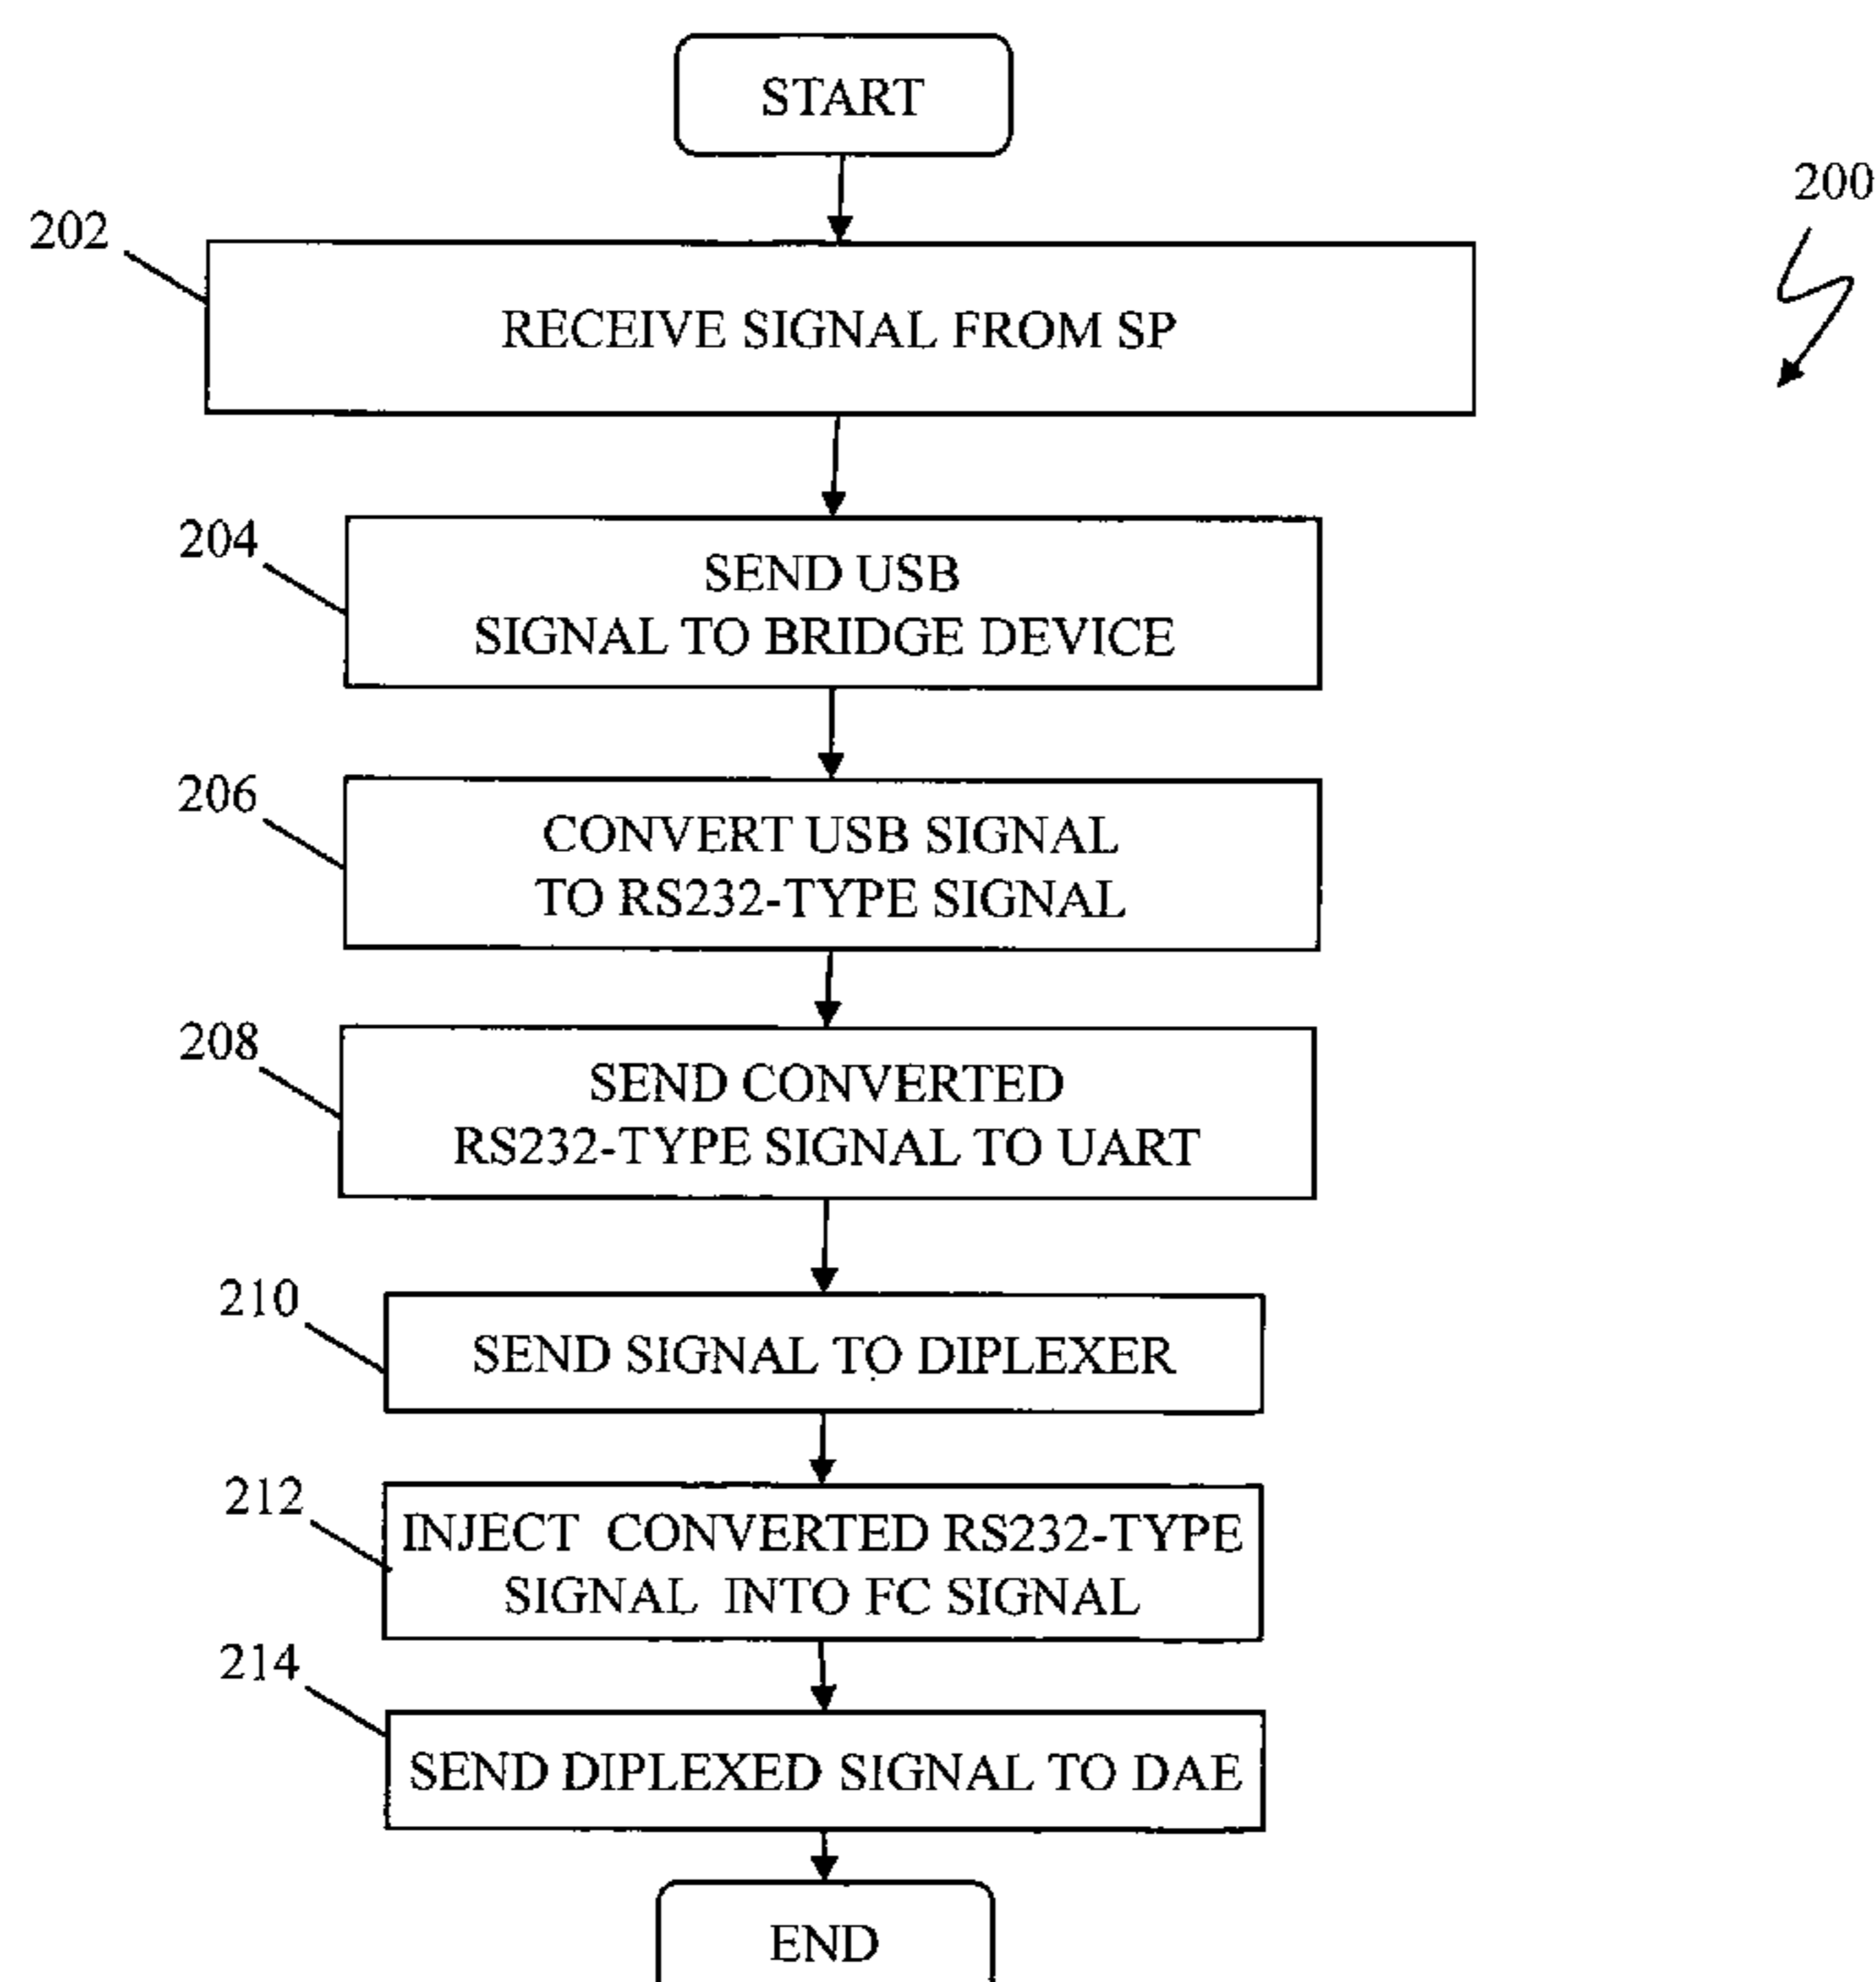 START
200
202
RECEIVE SIGNAL FROM SP
204
SEND USB
SIGNAL TO BRIDGE DEVICE
206
CONVERT USB SIGNAL
TO RS232-TYPE SIGNAL
208
SEND CONVERTED
RS232-TYPE SIGNAL TO UART
210
SEND SIGNAL TO DIPLEXER
212
INJECT CONVERTED RS232-TYPE
SIGNAL INTO FC SIGNAL
214
SEND DIPLEXED SIGNAL TO DAE
END